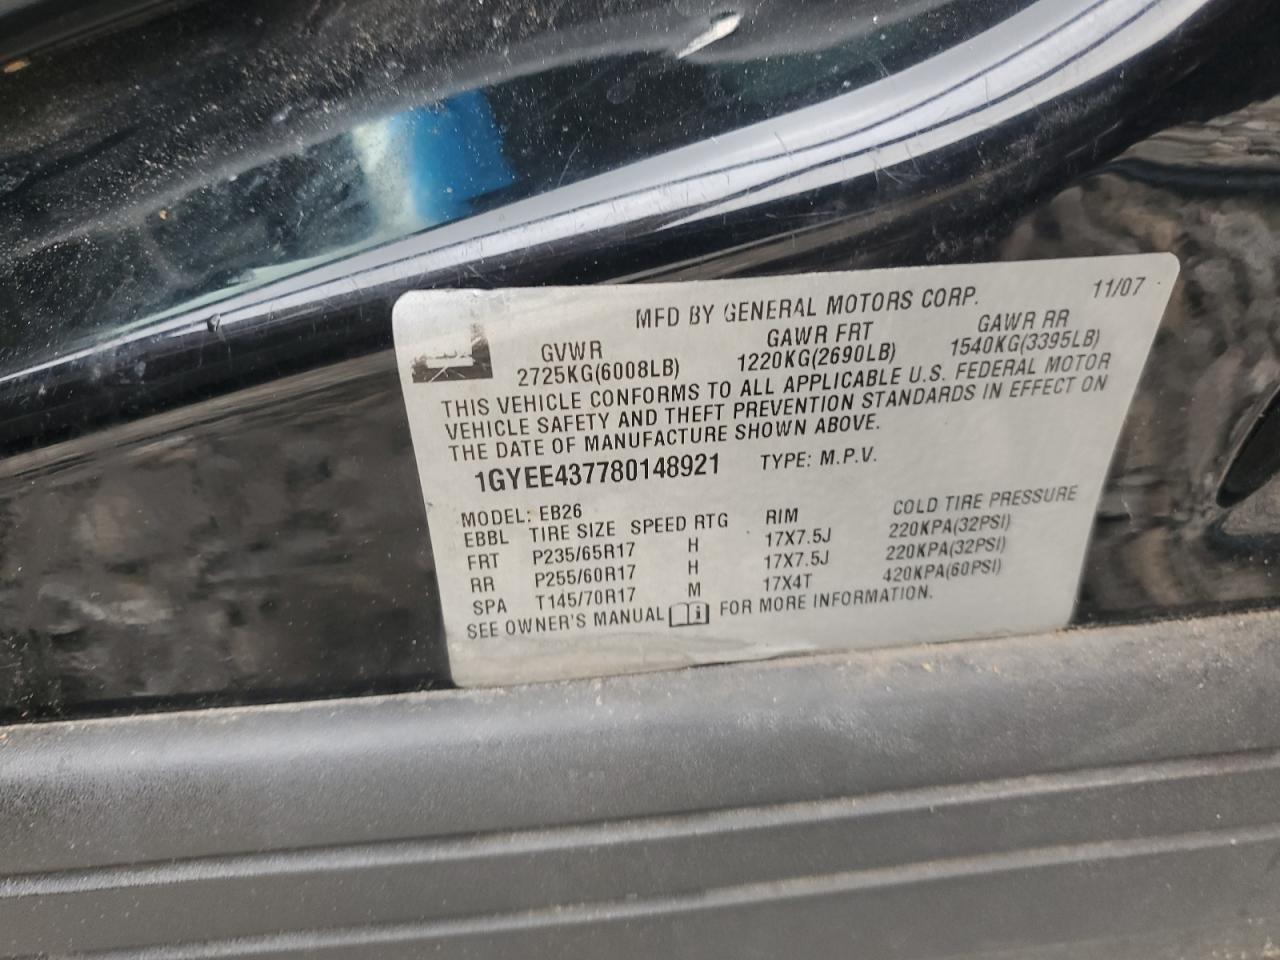 MFD BY GENERAL MOTORS CORP. 11/07
GVWR GAWR FRT GAWR RR
2725KG(6008LB) 1220KG(2690LB) 1540KG(3395LB)
THIS VEHICLE CONFORMS TO ALL APPLICABLE U.S. FEDERAL MOTOR
VEHICLE SAFETY AND THEFT PREVENTION STANDARDS IN EFFECT ON
THE DATE OF MANUFACTURE SHOWN ABOVE.
1GYEE437780148921 TYPE: M.P.V.
MODEL: EB26
EBBL TIRE SIZE SPEED RTG RIM COLD TIRE PRESSURE
FRT P235/65R17 H 17X7.5J 220KPA(32PSI)
RR P255/60R17 H 17X7.5J 220KPA(32PSI)
SPA T145/70R17 M 17X4T 420KPA(60PSI)
SEE OWNER'S MANUAL i FOR MORE INFORMATION.